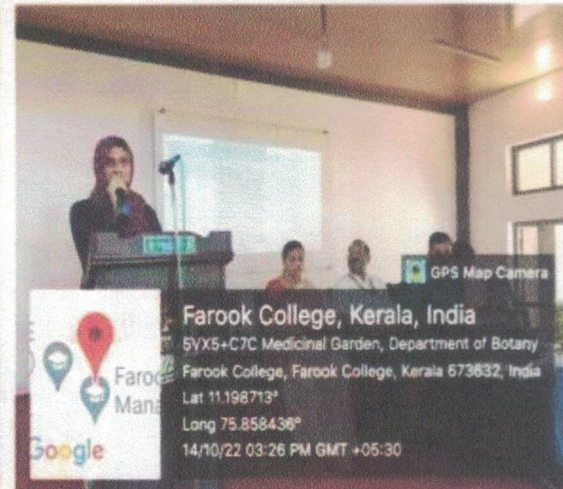 GPS Map Camera
Farook College, Kerala, India
5VX5+C7C Medicinal Garden, Department of Botany
Farook College, Farook College, Kerala 673632, India
Lat 11.198713°
Long 75.858436°
14/10/22 03:26 PM GMT +05:30
Google